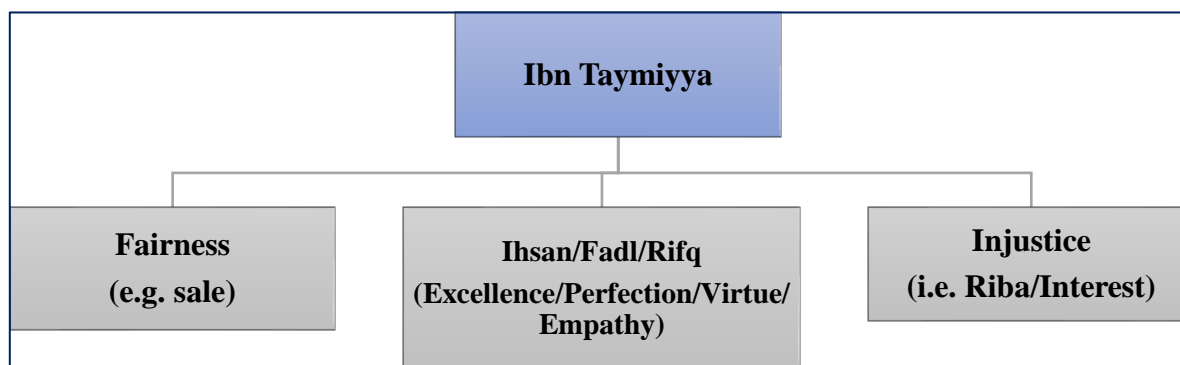 Ibn Taymiyya
Fairness
(e.g. sale)
Ihsan/Fadl/Rifq
(Excellence/Perfection/Virtue/
Empathy)
Injustice
(i.e. Riba/Interest)